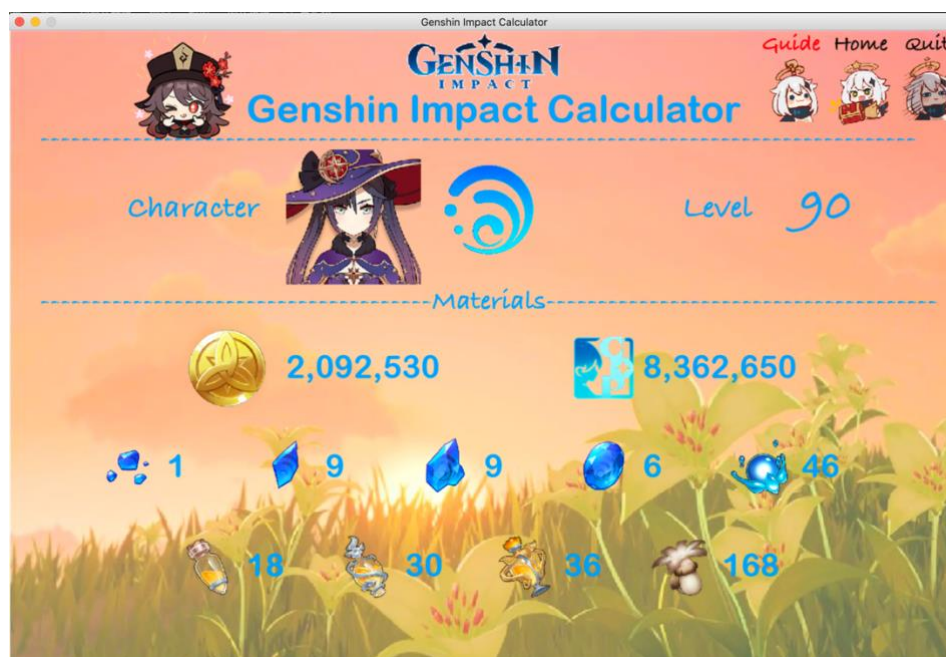 Genshin Impact Calculator
Guide Home Quit
GENSHIN
IMPACT
Genshin Impact Calculator
Character
Level 90
Materials
2,092,530
8,362,650
1 9 9 6 46
18 30 36 168